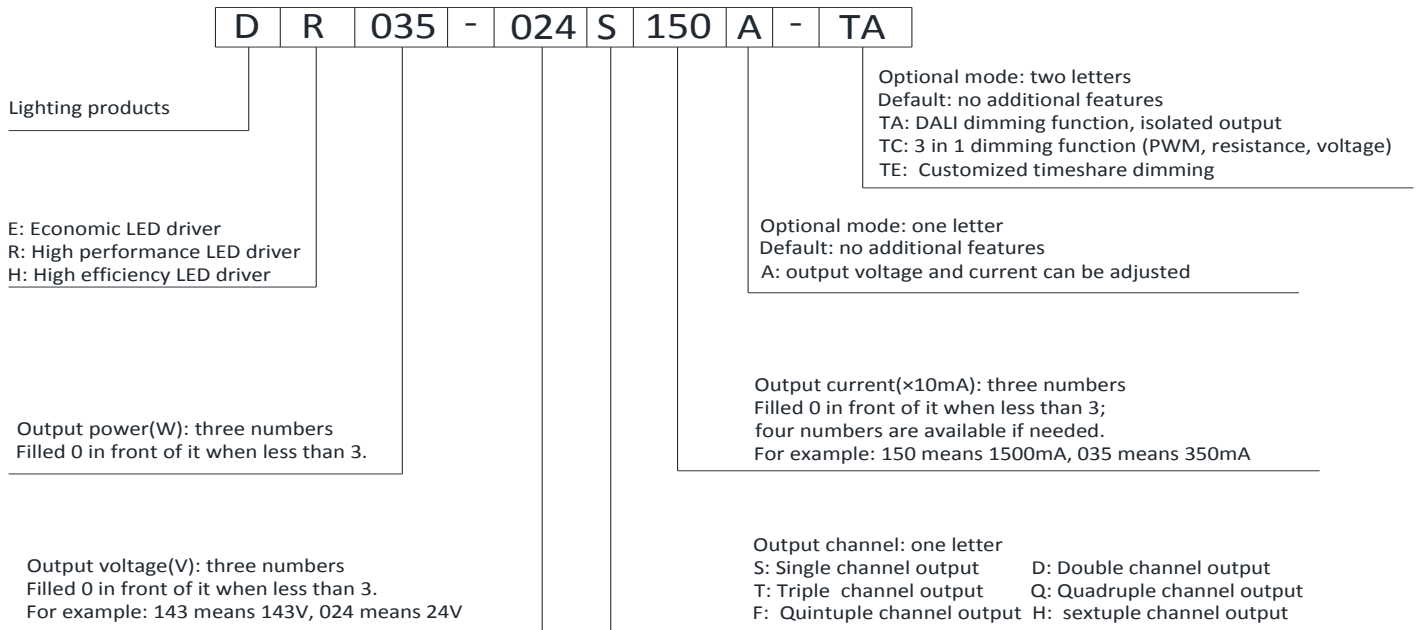 D R 035 - 024 S 150 A - TA
Lighting products
Optional mode: two letters
Default: no additional features
TA: DALI dimming function, isolated output
TC: 3 in 1 dimming function (PWM, resistance, voltage)
TE: Customized timeshare dimming
E: Economic LED driver
R: High performance LED driver
H: High efficiency LED driver
Optional mode: one letter
Default: no additional features
A: output voltage and current can be adjusted
Output power(W): three numbers
Filled 0 in front of it when less than 3.
Output current(×10mA): three numbers
Filled 0 in front of it when less than 3;
four numbers are available if needed.
For example: 150 means 1500mA, 035 means 350mA
Output voltage(V): three numbers
Filled 0 in front of it when less than 3.
For example: 143 means 143V, 024 means 24V
Output channel: one letter
S: Single channel output D: Double channel output
T: Triple channel output Q: Quadruple channel output
F: Quintuple channel output H: sextuple channel output